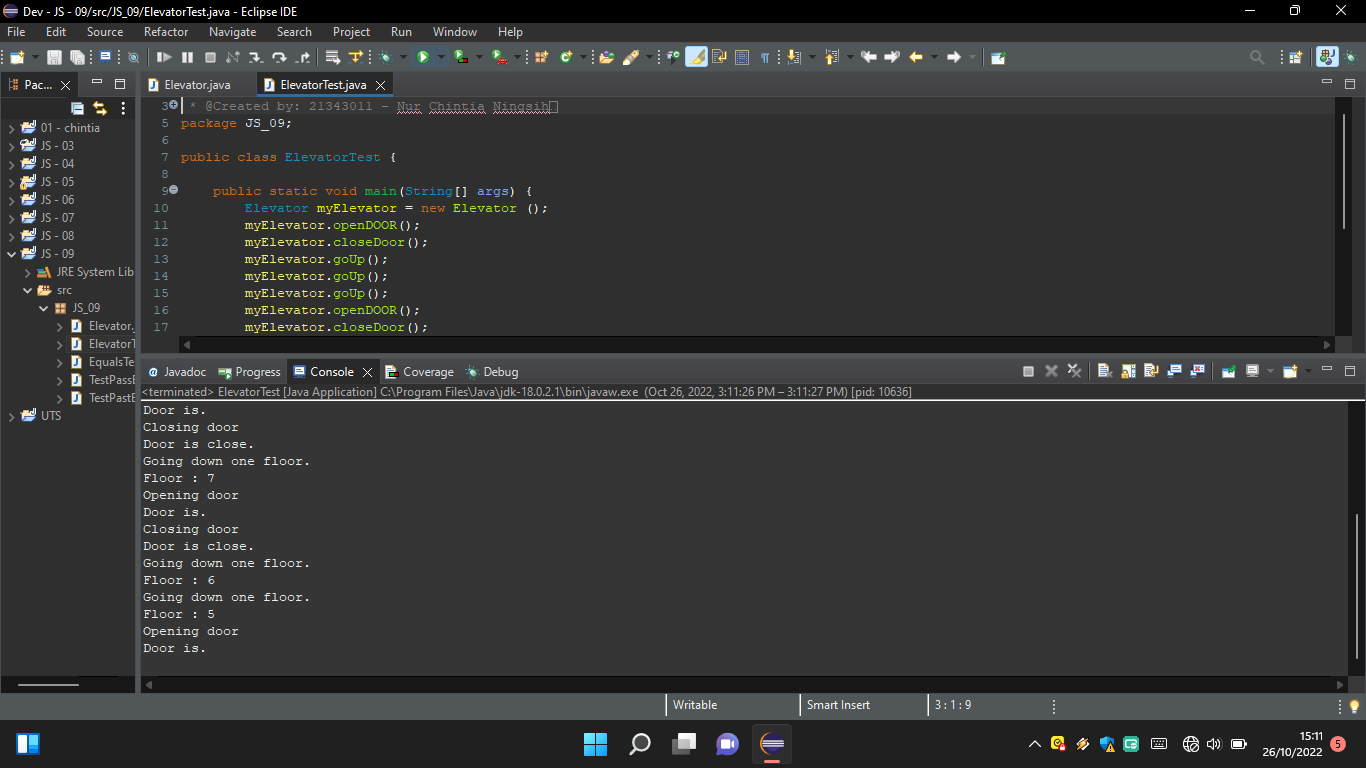 Dev - JS - 09/src/JS_09/ElevatorTest.java - Eclipse IDE
File Edit Source Refactor Navigate Search Project Run Window Help
Pac...
Elevator.java
ElevatorTest.java
01 - chintia
JS - 03
JS - 04
JS - 05
JS - 06
JS - 07
JS - 08
JS - 09
JRE System Lib
src
JS_09
Elevator.
ElevatorT
EqualsTe
TestPassE
TestPastE
UTS
3 * @Created by: 21343011 - Nur Chintia Ningsih
5 package JS_09;
6
7 public class ElevatorTest {
8
9 public static void main(String[] args) {
10 Elevator myElevator = new Elevator ();
11 myElevator.openDOOR();
12 myElevator.closeDoor();
13 myElevator.goUp();
14 myElevator.goUp();
15 myElevator.goUp();
16 myElevator.openDOOR();
17 myElevator.closeDoor();
Javadoc Progress Console Coverage Debug
<terminated> ElevatorTest [Java Application] C:\Program Files\Java\jdk-18.0.2.1\bin\javaw.exe (Oct 26, 2022, 3:11:26 PM – 3:11:27 PM) [pid: 10636]
Door is.
Closing door
Door is close.
Going down one floor.
Floor : 7
Opening door
Door is.
Closing door
Door is close.
Going down one floor.
Floor : 6
Going down one floor.
Floor : 5
Opening door
Door is.
Writable
Smart Insert
3 : 1 : 9
15:11
26/10/2022
5